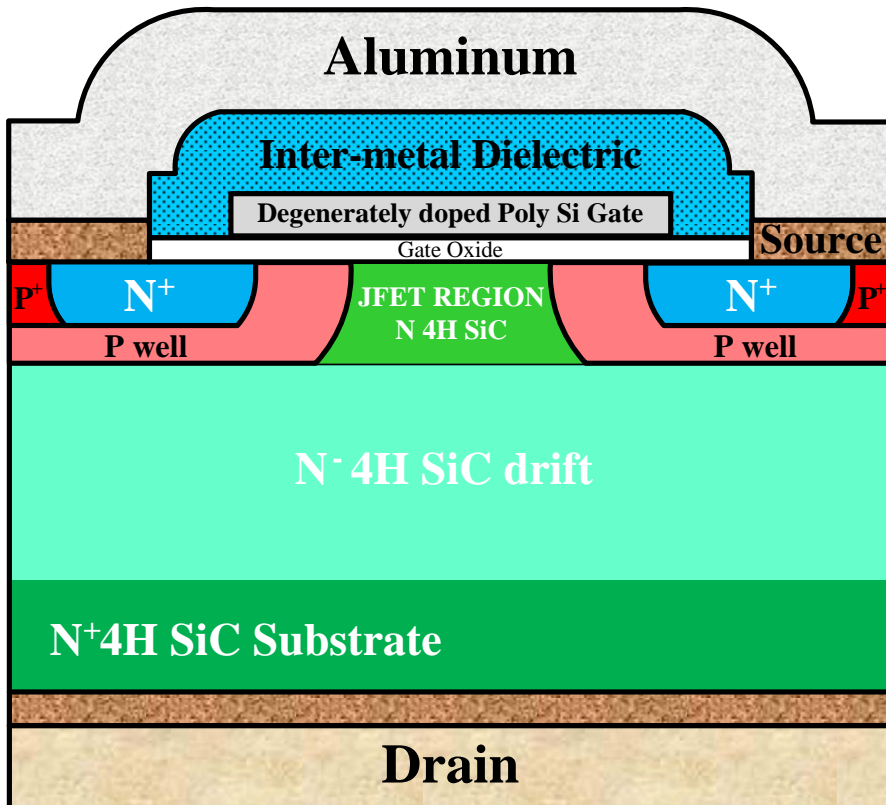 Aluminum
Inter-metal Dielectric
Degenerately doped Poly Si Gate
Gate Oxide
Source
P⁺
N⁺
JFET REGION
N 4H SiC
N⁺
P⁺
P well
P well
N⁻ 4H SiC drift
N⁺4H SiC Substrate
Drain